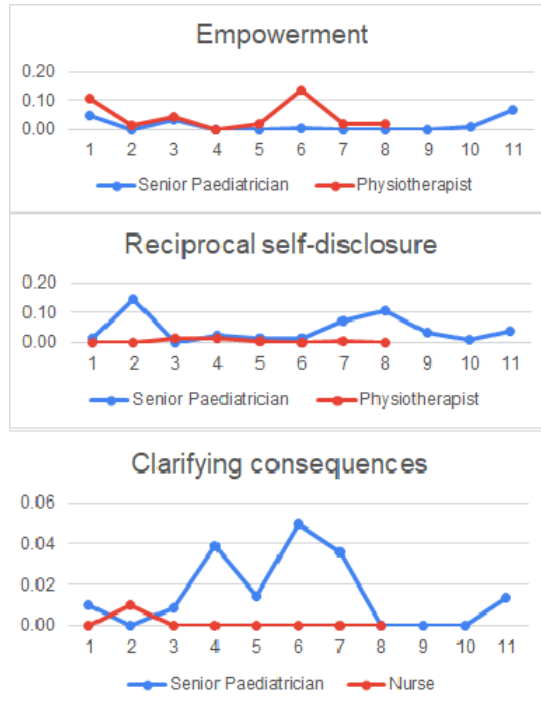 Empowerment
0.20
0.10
0.00
1 2 3 4 5 6 7 8 9 10 11
Senior Paediatrician Physiotherapist
Reciprocal self-disclosure
0.20
0.10
0.00
1 2 3 4 5 6 7 8 9 10 11
Senior Paediatrician Physiotherapist
Clarifying consequences
0.06
0.04
0.02
0.00
1 2 3 4 5 6 7 8 9 10 11
Senior Paediatrician Nurse